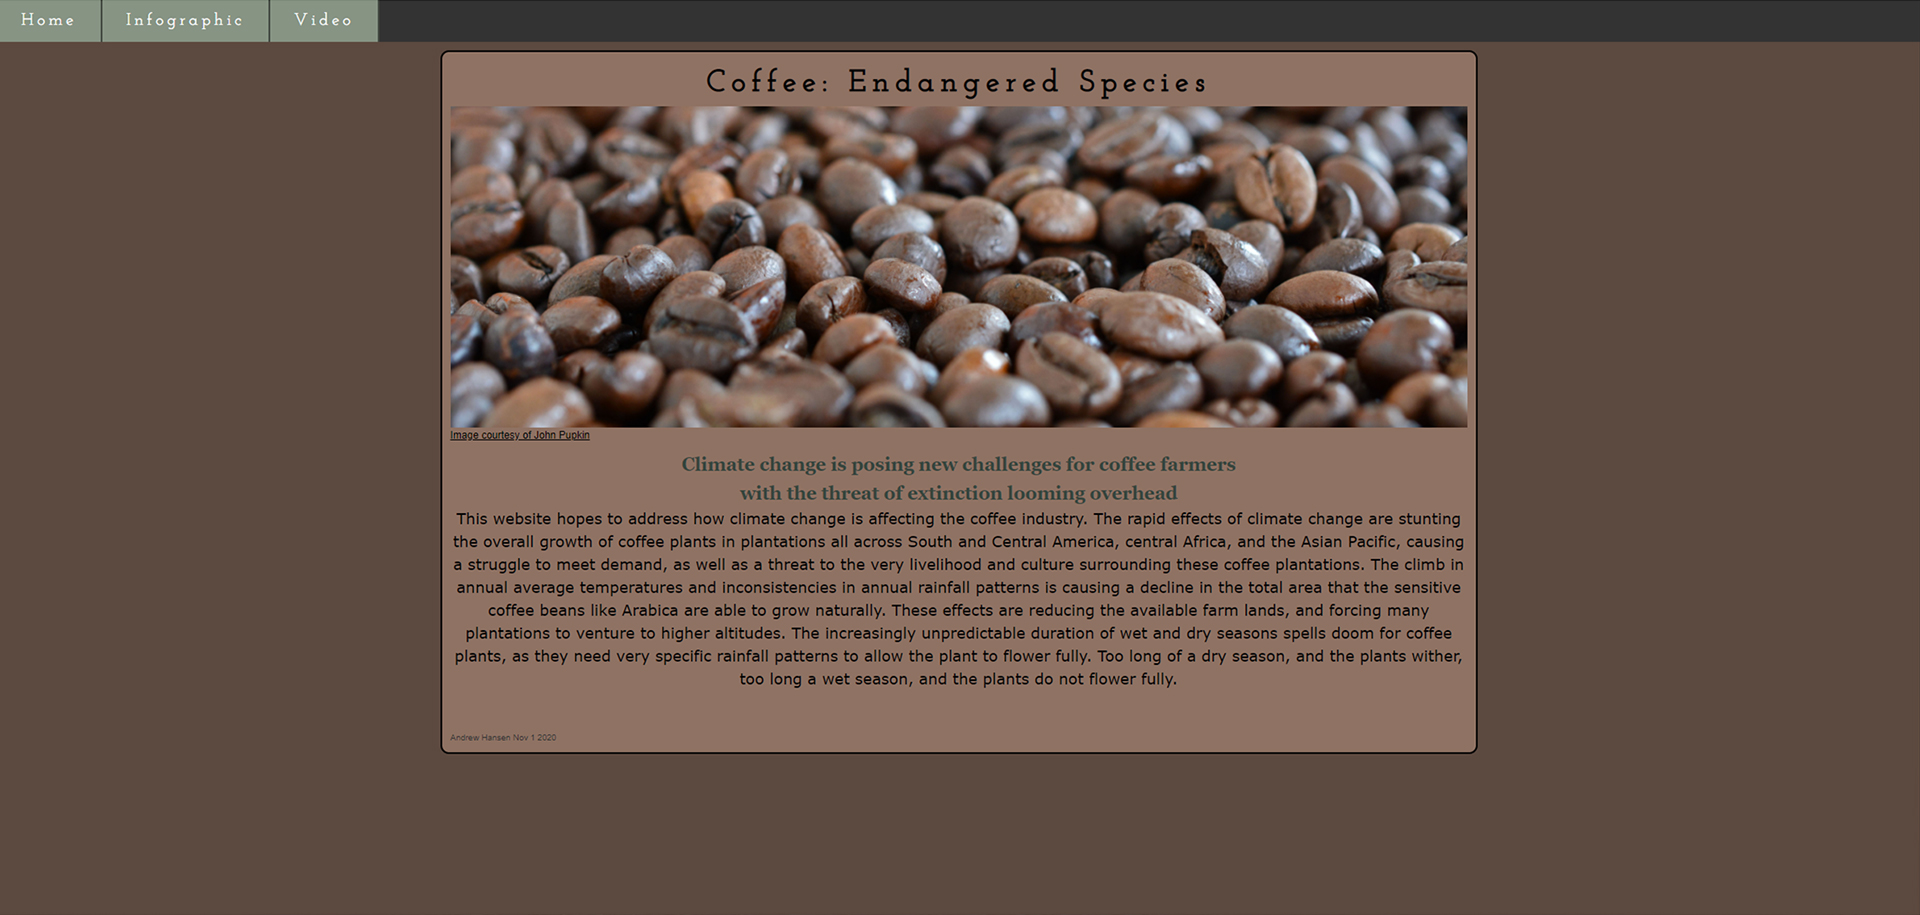 Home Infographic Video
Coffee: Endangered Species
Image courtesy of John Pupkin
Climate change is posing new challenges for coffee farmers
with the threat of extinction looming overhead
This website hopes to address how climate change is affecting the coffee industry. The rapid effects of climate change are stunting
the overall growth of coffee plants in plantations all across South and Central America, central Africa, and the Asian Pacific, causing
a struggle to meet demand, as well as a threat to the very livelihood and culture surrounding these coffee plantations. The climb in
annual average temperatures and inconsistencies in annual rainfall patterns is causing a decline in the total area that the sensitive
coffee beans like Arabica are able to grow naturally. These effects are reducing the available farm lands, and forcing many
plantations to venture to higher altitudes. The increasingly unpredictable duration of wet and dry seasons spells doom for coffee
plants, as they need very specific rainfall patterns to allow the plant to flower fully. Too long of a dry season, and the plants wither,
too long a wet season, and the plants do not flower fully.
Andrew Hansen Nov 1 2020